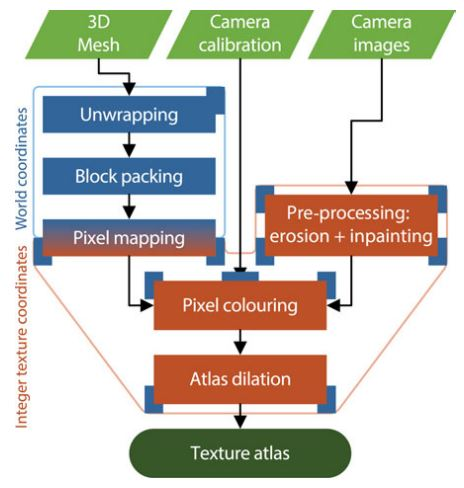 3D
Mesh
Camera
calibration
Camera
images
World coordinates
Unwrapping
Block packing
Pixel mapping
Pre-processing:
erosion + inpainting
Integer texture coordinates
Pixel colouring
Atlas dilation
Texture atlas